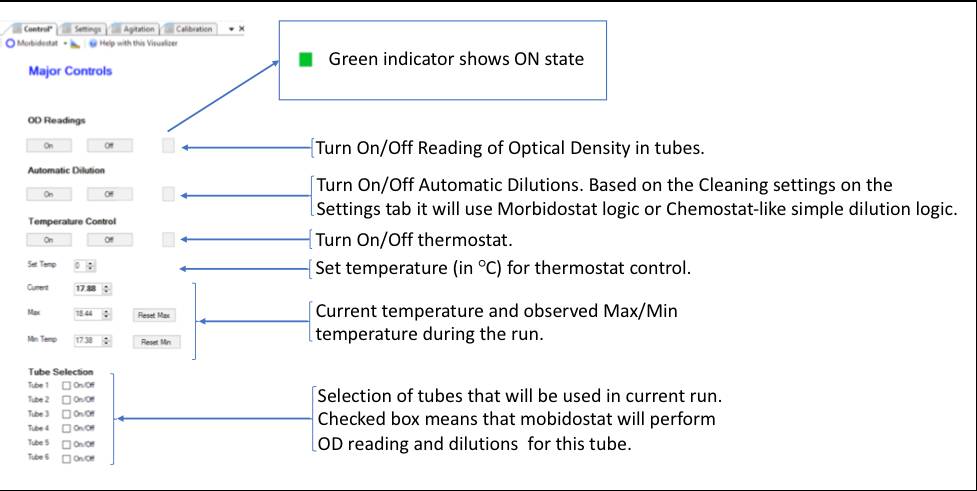 Control* Settings Agitation Calibration
Morbidostat Help with this Visualizer
Major Controls
Green indicator shows ON state
OD Readings
On Off
Turn On/Off Reading of Optical Density in tubes.
Automatic Dilution
On Off
Turn On/Off Automatic Dilutions. Based on the Cleaning settings on the
Settings tab it will use Morbidostat logic or Chemostat-like simple dilution logic.
Temperature Control
On Off
Turn On/Off thermostat.
Set Temp 0
Set temperature (in °C) for thermostat control.
Current 17.88
Max 18.44 Reset Max
Min Temp 17.38 Reset Min
Current temperature and observed Max/Min
temperature during the run.
Tube Selection
Tube 1 On/Off
Tube 2 On/Off
Tube 3 On/Off
Tube 4 On/Off
Tube 5 On/Off
Tube 6 On/Off
Selection of tubes that will be used in current run.
Checked box means that mobidostat will perform
OD reading and dilutions for this tube.